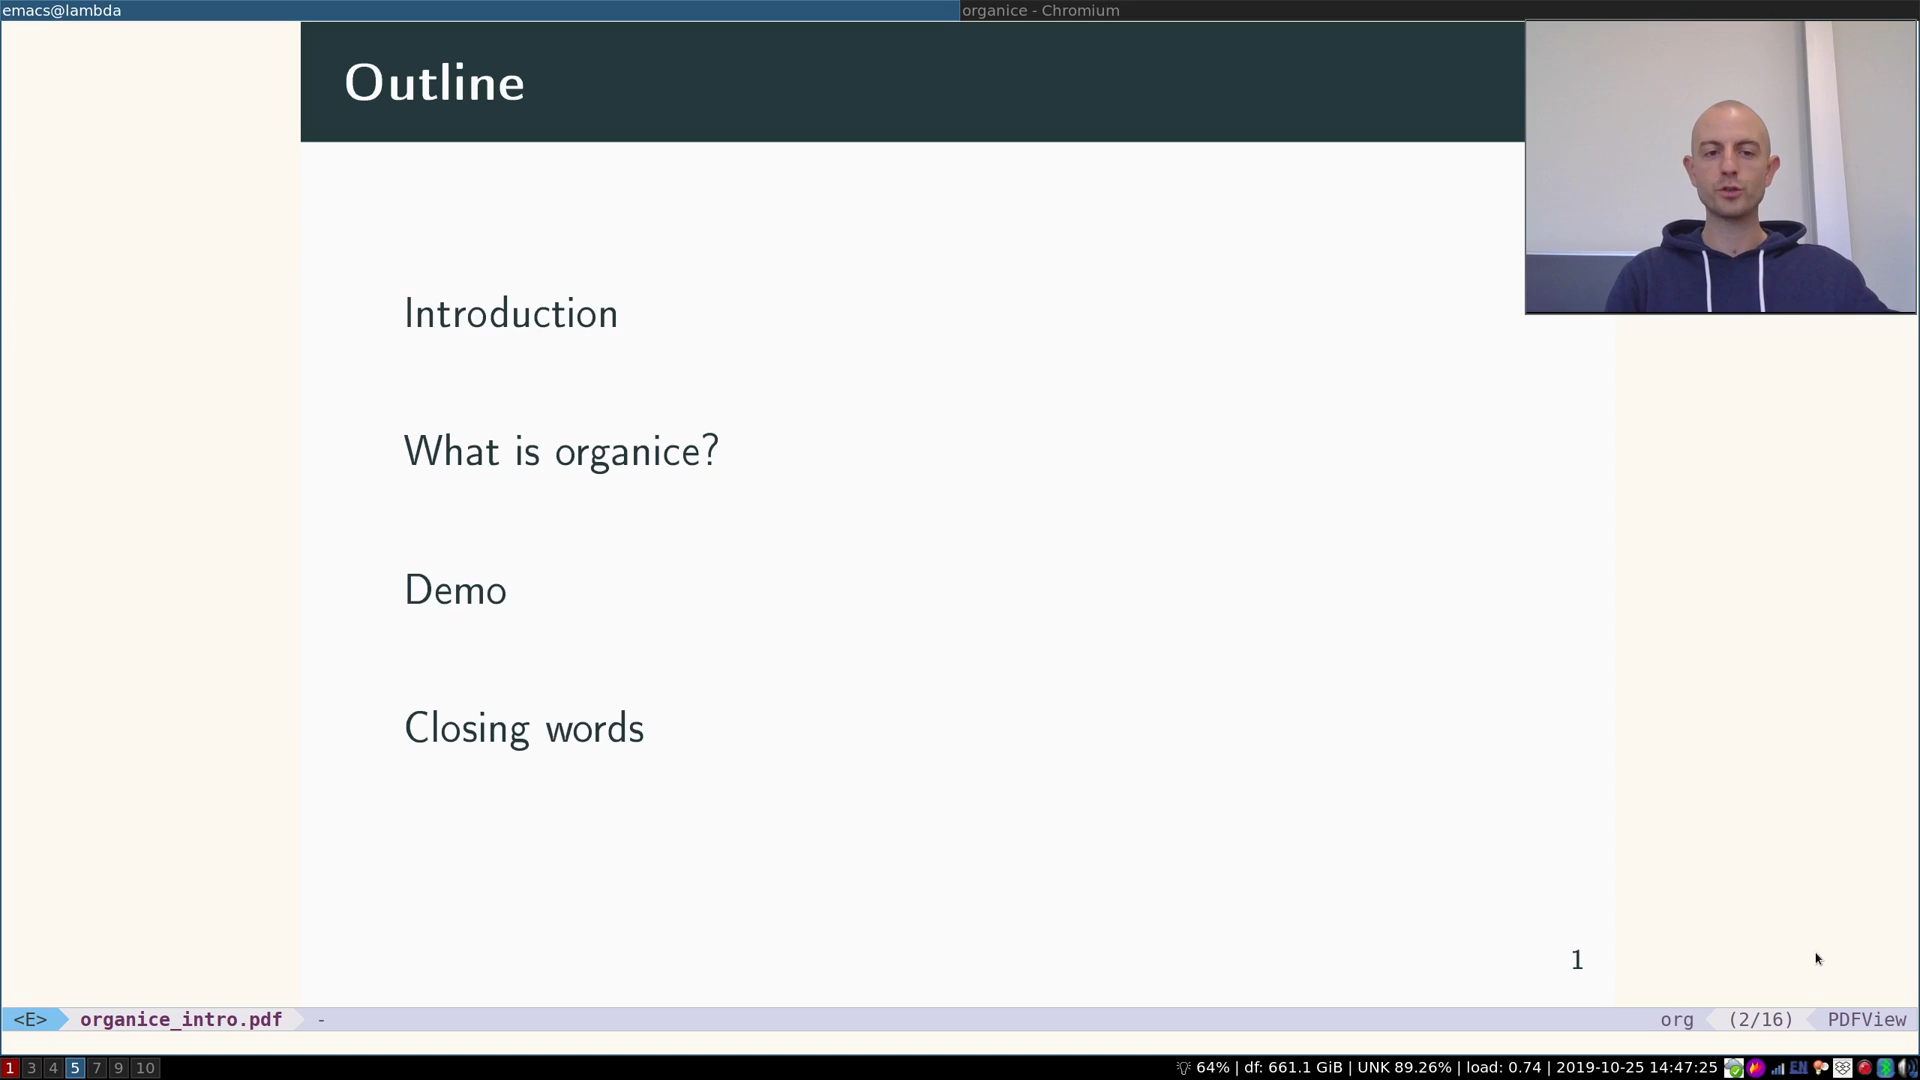 emacs@lambda
organice - Chromium
Outline
Introduction
What is organice?
Demo
Closing words
1
<E> organice_intro.pdf -
org (2/16) PDFView
1 3 4 5 7 9 10
64% | df: 661.1 GiB | UNK 89.26% | load: 0.74 | 2019-10-25 14:47:25 EN